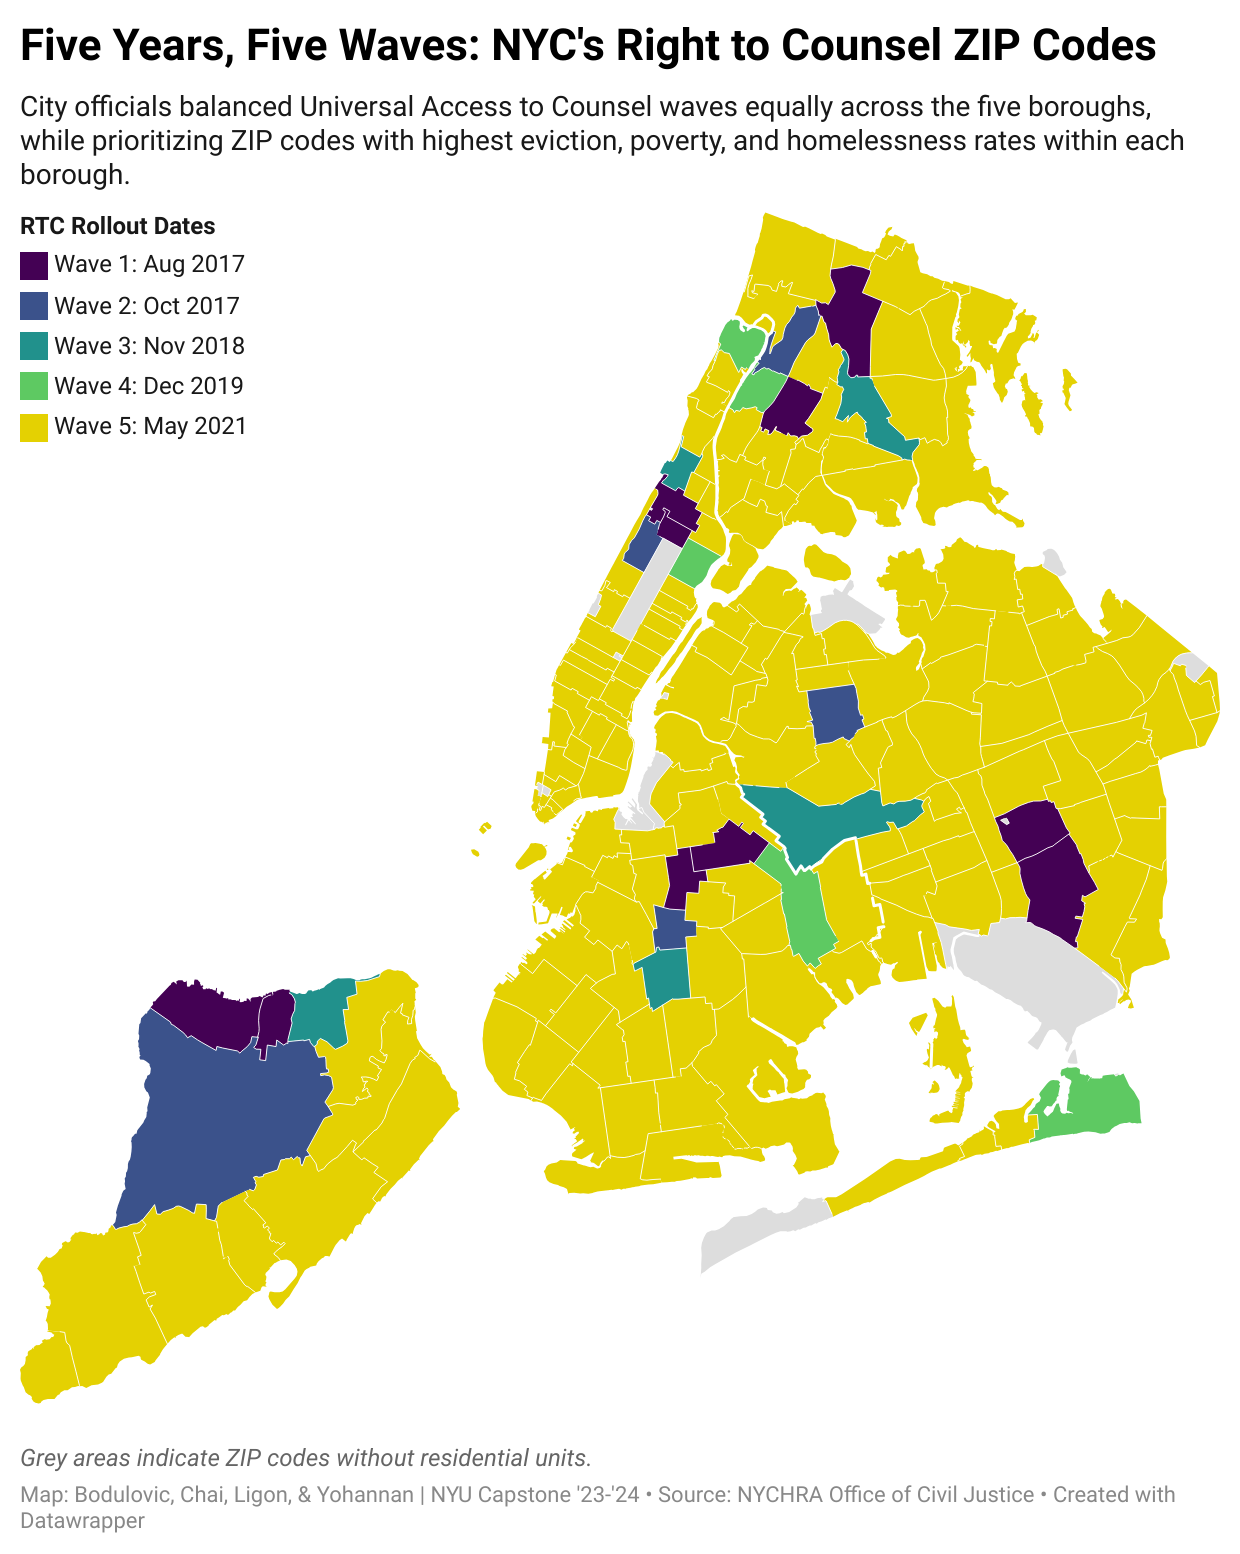 Five Years, Five Waves: NYC's Right to Counsel ZIP Codes
City officials balanced Universal Access to Counsel waves equally across the five boroughs,
while prioritizing ZIP codes with highest eviction, poverty, and homelessness rates within each
borough.
RTC Rollout Dates
Wave 1: Aug 2017
Wave 2: Oct 2017
Wave 3: Nov 2018
Wave 4: Dec 2019
Wave 5: May 2021
Grey areas indicate ZIP codes without residential units.
Map: Bodulovic, Chai, Ligon, & Yohannan | NYU Capstone '23-'24 • Source: NYCHRA Office of Civil Justice • Created with
Datawrapper